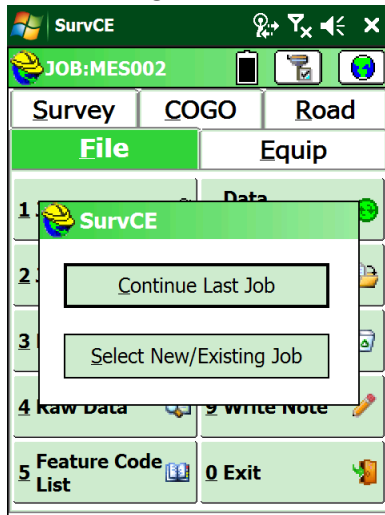 SurvCE
JOB:MES002
Survey COGO Road
File Equip
1 Data
SurvCE
2
Continue Last Job
3
Select New/Existing Job
4 Raw Data 9 Write Note
5 Feature Code List 0 Exit